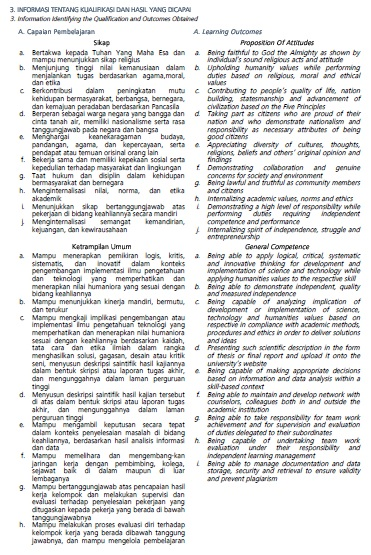 3. INFORMASI TENTANG KUALIFIKASI DAN HASIL YANG DICAPAI
3. Information Identifying the Qualification and Outcomes Obtained
A. Capaian Pembelajaran
Sikap
a. Bertakwa kepada Tuhan Yang Maha Esa dan
mampu menunjukkan sikap religius
b. Menjunjung tinggi nilai kemanusiaan dalam
menjalankan tugas berdasarkan agama,moral,
dan etika
c. Berkontribusi dalam peningkatan mutu
kehidupan bermasyarakat, berbangsa, bernegara,
dan kemajuan peradaban berdasarkan Pancasila
d. Berperan sebagai warga negara yang bangga dan
cinta tanah air, memiliki nasionalisme serta rasa
tanggungjawab pada negara dan bangsa
e. Menghargai keanekaragaman budaya,
pandangan, agama, dan kepercayaan, serta
pendapat atau temuan orisinal orang lain
f. Bekerja sama dan memiliki kepekaan sosial serta
kepedulian terhadap masyarakat dan lingkungan
g. Taat hukum dan disiplin dalam kehidupan
bermasyarakat dan bernegara
h. Menginternalisasi nilai, norma, dan etika
akademik
i. Menunjukkan sikap bertanggungjawab atas
pekerjaan di bidang keahliannya secara mandiri
j. Menginternalisasi semangat kemandirian,
kejuangan, dan kewirausahaan
Ketrampilan Umum
a. Mampu menerapkan pemikiran logis, kritis,
sistematis, dan inovatif dalam konteks
pengembangan implementasi ilmu pengetahuan
dan teknologi yang memperhatikan dan
menerapkan nilai humaniora yang sesuai dengan
bidang keahliannya
b. Mampu menunjukkan kinerja mandiri, bermutu,
dan terukur
c. Mampu mengkaji implikasi pengembangan atau
implementasi ilmu pengetahuan teknologi yang
memperhatikan dan menerapkan nilai humaniora
sesuai dengan keahliannya berdasarkan kaidah,
tata cara dan etika ilmiah dalam rangka
menghasilkan solusi, gagasan, desain atau kritik
seni, menyusun deskripsi saintifik hasil kajiannya
dalam bentuk skripsi atau laporan tugas akhir,
dan mengunggahnya dalam laman perguruan
tinggi
d. Menyusun deskripsi saintifik hasil kajian tersebut
di atas dalam bentuk skripsi atau laporan tugas
akhir, dan mengunggahnya dalam laman
perguruan tinggi
e. Mampu mengambil keputusan secara tepat
dalam konteks penyelesaian masalah di bidang
keahliannya, berdasarkan hasil analisis informasi
dan data
f. Mampu memelihara dan mengembang-kan
jaringan kerja dengan pembimbing, kolega,
sejawat baik di dalam maupun di luar
lembaganya
g. Mampu bertanggungjawab atas pencapaian hasil
kerja kelompok dan melakukan supervisi dan
evaluasi terhadap penyelesaian pekerjaan yang
ditugaskan kepada pekerja yang berada di bawah
tanggungjawabnya
h. Mampu melakukan proses evaluasi diri terhadap
kelompok kerja yang berada dibawah tanggung
jawabnya, dan mampu mengelola pembelajaran
A. Learning Outcomes
Proposition Of Attitudes
a. Being faithful to God the Almighty as shown by
individual's sound religious acts and attitude
b. Upholding humanity values while performing
duties based on religious, moral and ethical
values
c. Contributing to people's quality of life, nation
building, statesmanship and advancement of
civilization based on the Five Principles
d. Taking part as citizens who are proud of their
nation and who demonstrate nationalism and
responsibility as necessary attributes of being
good citizens
e. Appreciating diversity of cultures, thoughts,
religions, beliefs and others' original opinion and
findings
f. Demonstrating collaboration and genuine
concerns for society and environment
g. Being lawful and truthful as community members
and citizens
h. Internalizing academic values, norms and ethics
i. Demonstrating a high level of responsibility while
performing duties requiring independent
competence and performance
j. Internalizing spirit of independence, struggle and
entrepreneurship
General Competence
a. Being able to apply logical, critical, systematic
and innovative thinking for development and
implementation of science and technology while
applying humanities values to the respective skill
b. Being able to demonstrate independent, quality
and measured independence
c. Being capable of analyzing implication of
development or implementation of science,
technology and humanities values based on
respective in compliance with academic methods,
procedures and ethics in order to deliver solutions
and ideas
d. Presenting such scientific description in the form
of thesis or final report and upload it onto the
university's website
e. Being capable of making appropriate decisions
based on information and data analysis within a
skill-based context
f. Being able to maintain and develop network with
counselors, colleagues both in and outside the
academic institution
g. Being able to take responsibility for team work
achievement and for supervision and evaluation
of duties delegated to their subordinates
h. Being capable of undertaking team work
evaluation under their responsibility and
independent learning management
i. Being able to manage documentation and data
storage, security and retrieval to ensure validity
and prevent plagiarism